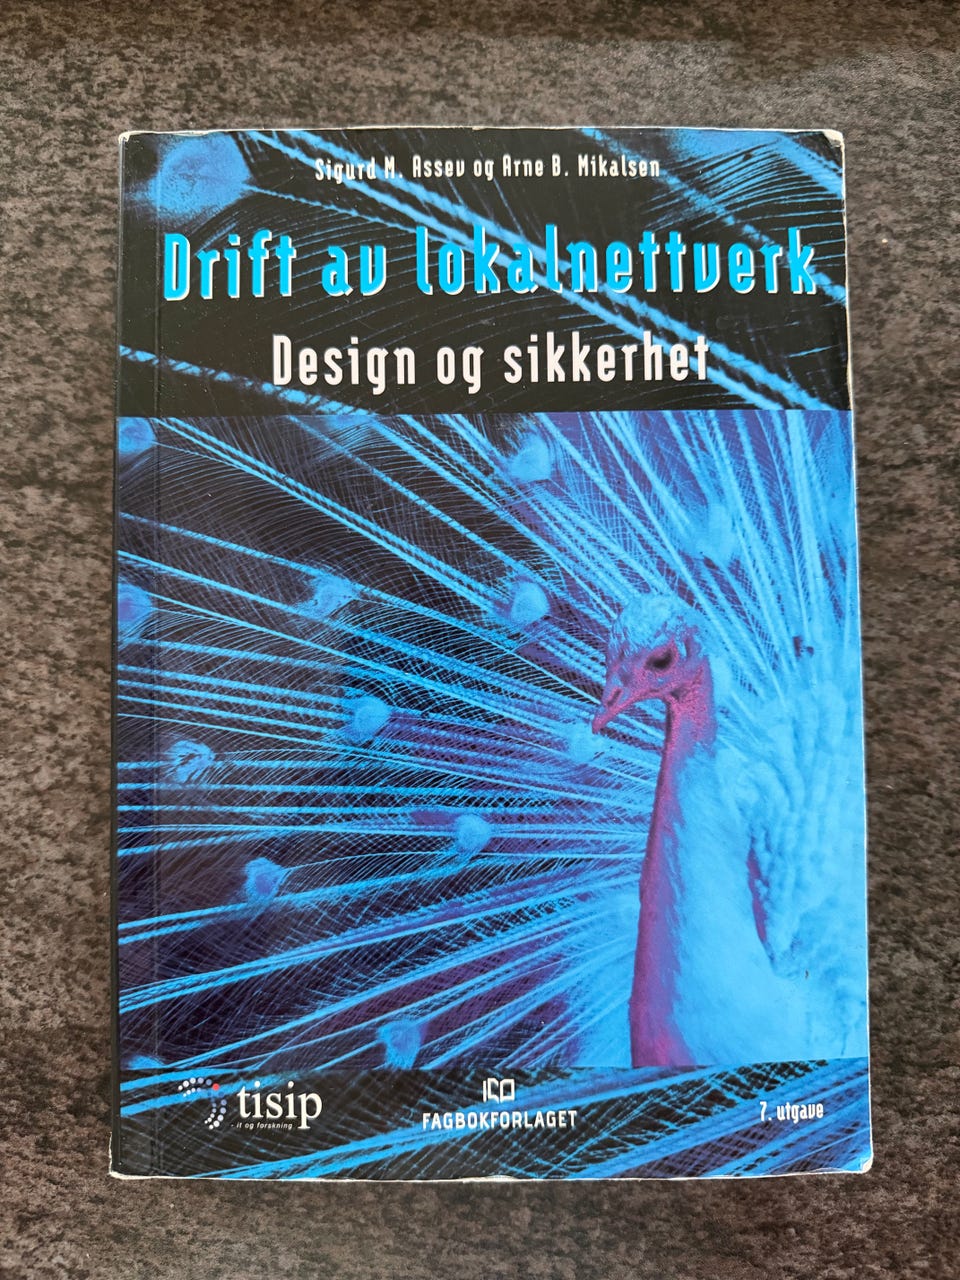 Sigurd M. Assev og Arne B. Mikalsen
Drift av lokalnettverk
Design og sikkerhet
tisip
- it og forskning
FAGBOKFORLAGET
7. utgave